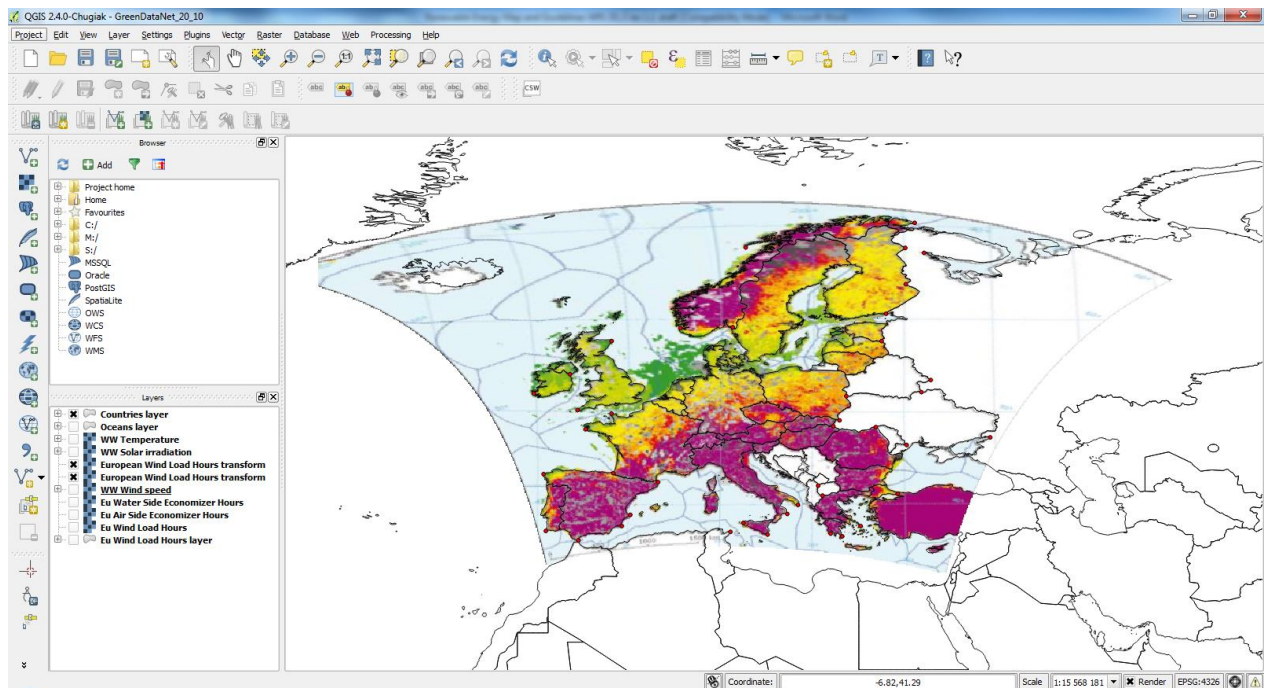 QGIS 2.4.0-Chugiak - GreenDataNet_20_10
Project Edit View Layer Settings Plugins Vector Raster Database Web Processing Help
CSW
Browser
Add
Project home
Home
Favourites
C:/
M:/
S:/
MSSQL
Oracle
PostGIS
SpatiaLite
OWS
WCS
WFS
WMS
Layers
Countries layer
Oceans layer
WW Temperature
WW Solar irradiation
European Wind Load Hours transform
European Wind Load Hours transform
WW Wind speed
Eu Water Side Economizer Hours
Eu Air Side Economizer Hours
Eu Wind Load Hours
Eu Wind Load Hours layer
Coordinate: -6.82,41.29 Scale 1:15 568 181 Render EPSG:4326